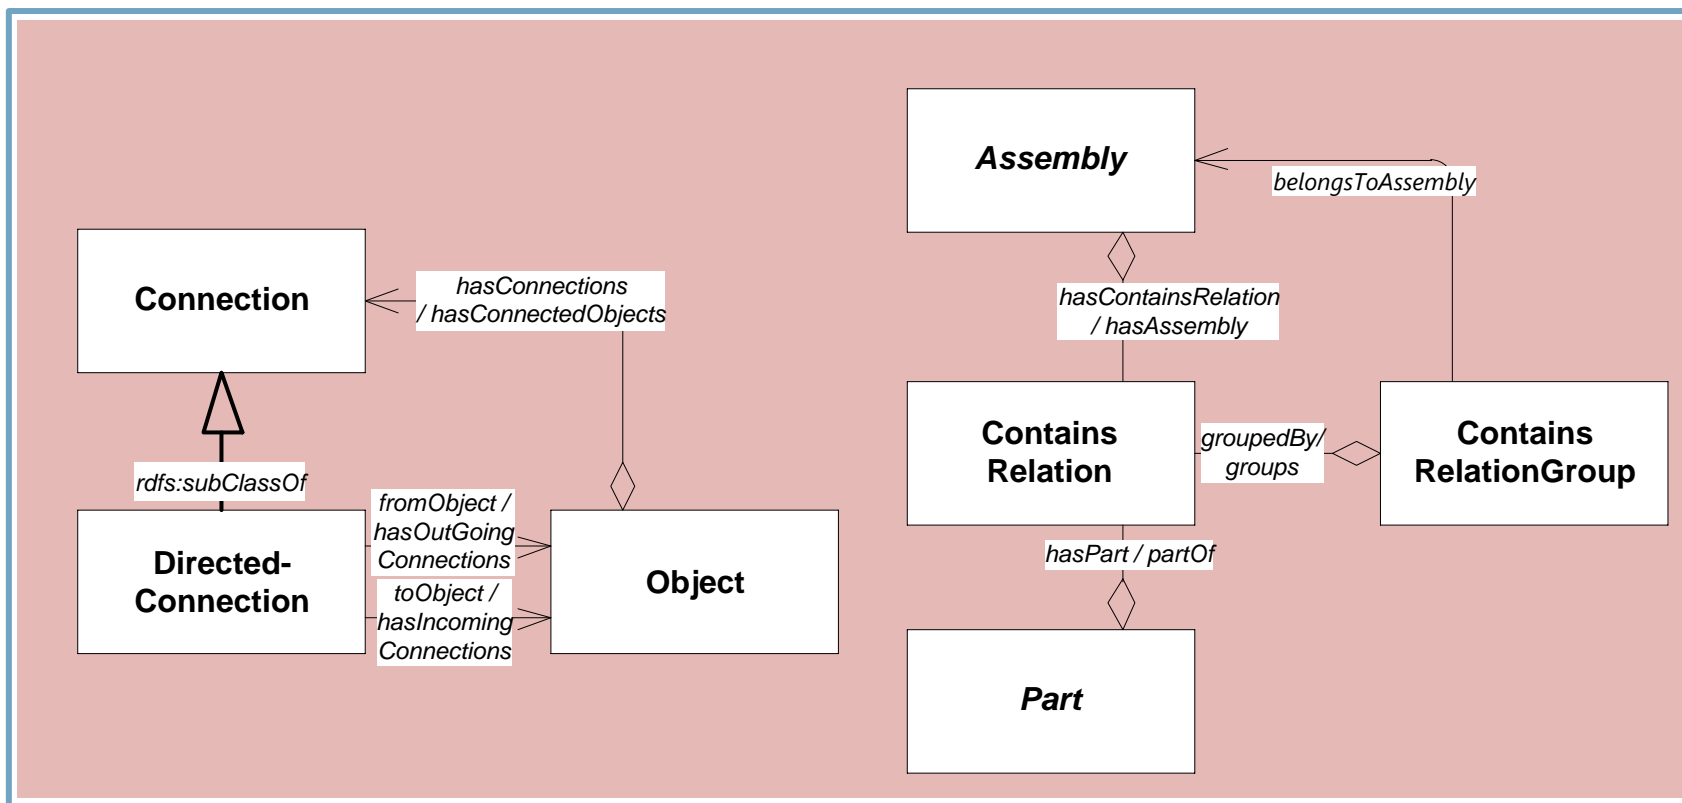 Connection
hasConnections
/ hasConnectedObjects
rdfs:subClassOf
Directed-
Connection
fromObject /
hasOutGoing
Connections
toObject /
hasIncoming
Connections
Object
Assembly
belongsToAssembly
hasContainsRelation
/ hasAssembly
Contains
Relation
groupedBy/
groups
Contains
RelationGroup
hasPart / partOf
Part